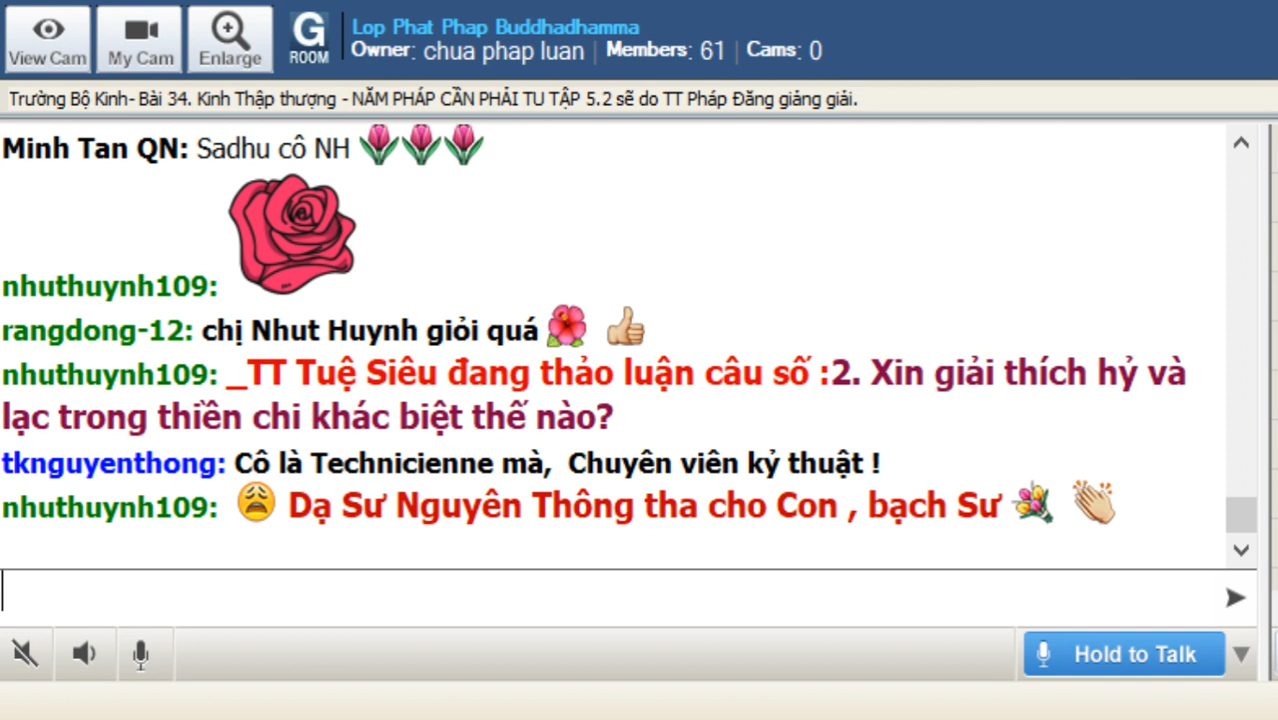 View Cam
My Cam
Enlarge
G
ROOM
Lop Phat Phap Buddhadhamma
Owner: chua phap luan | Members: 61 | Cams: 0
Trường Bộ Kinh- Bài 34. Kinh Thập thượng - NĂM PHÁP CẦN PHẢI TU TẬP 5.2 sẽ do TT Pháp Đăng giảng giải.
Minh Tan QN: Sadhu cô NH
nhuthuynh109:
rangdong-12: chị Nhut Huynh giỏi quá
nhuthuynh109: _TT Tuệ Siêu đang thảo luận câu số :2. Xin giải thích hỷ và
lạc trong thiền chi khác biệt thế nào?
tknguyenthong: Cô là Technicienne mà, Chuyên viên kỷ thuật !
nhuthuynh109: Dạ Sư Nguyên Thông tha cho Con , bạch Sư
Hold to Talk